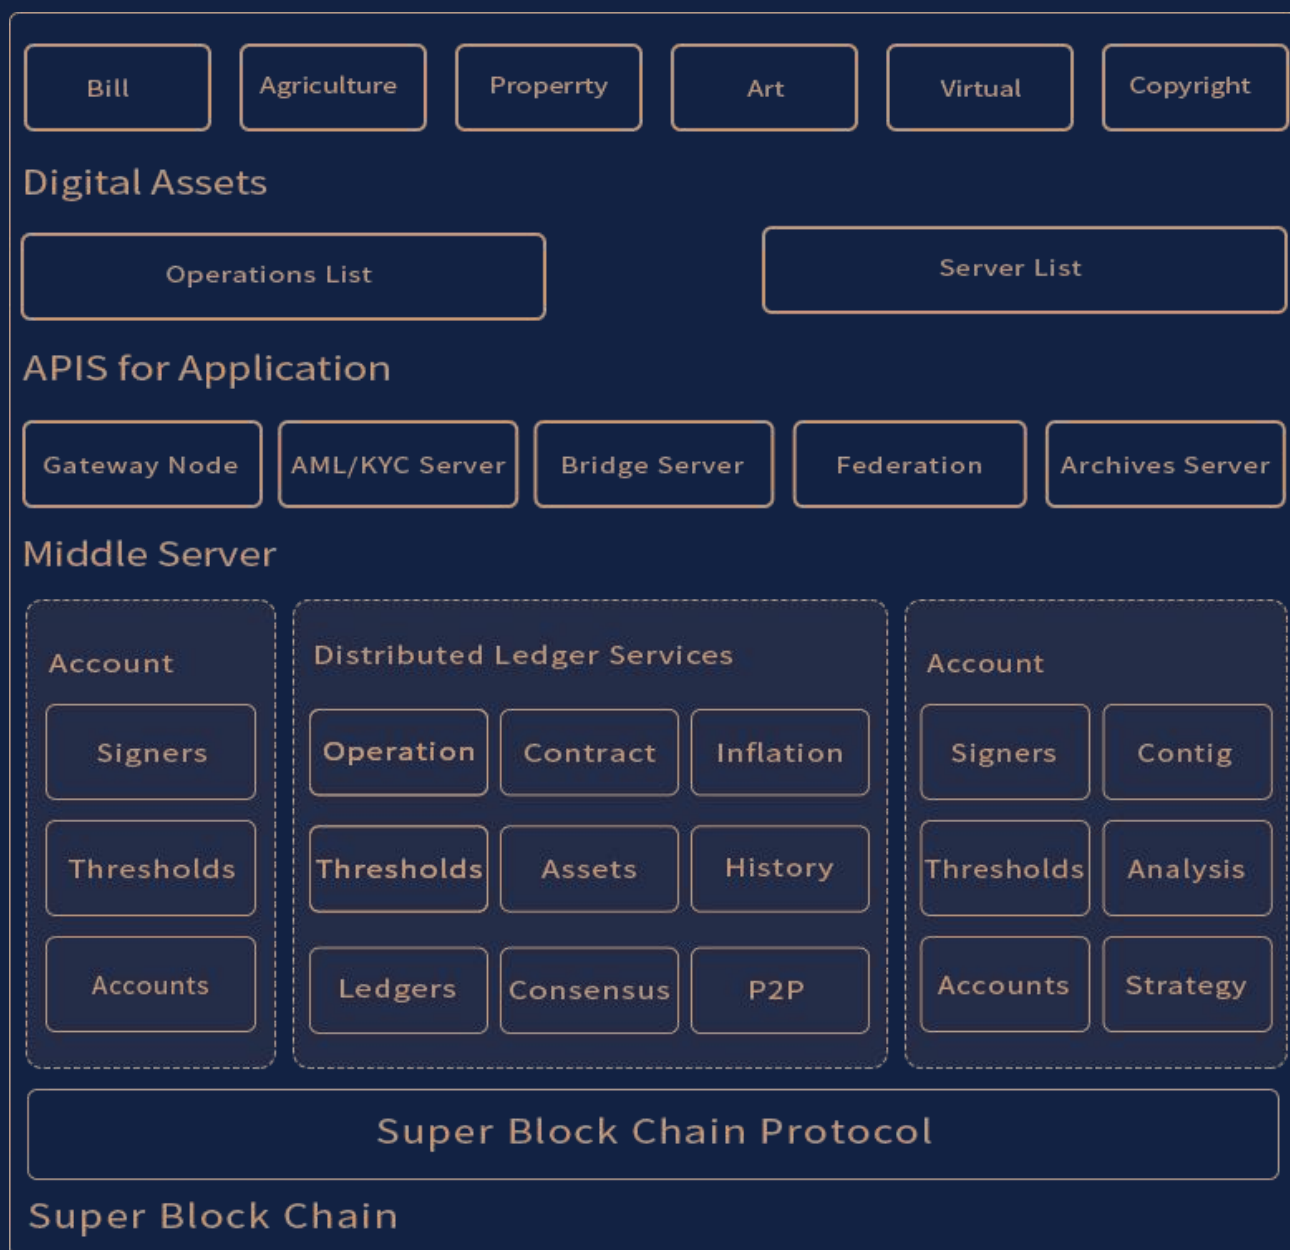 Bill Agriculture Properrty Art Virtual Copyright
Digital Assets
Operations List Server List
APIS for Application
Gateway Node AML/KYC Server Bridge Server Federation Archives Server
Middle Server
Account
Signers
Thresholds
Accounts
Distributed Ledger Services
Operation Contract Inflation
Thresholds Assets History
Ledgers Consensus P2P
Account
Signers Contig
Thresholds Analysis
Accounts Strategy
Super Block Chain Protocol
Super Block Chain